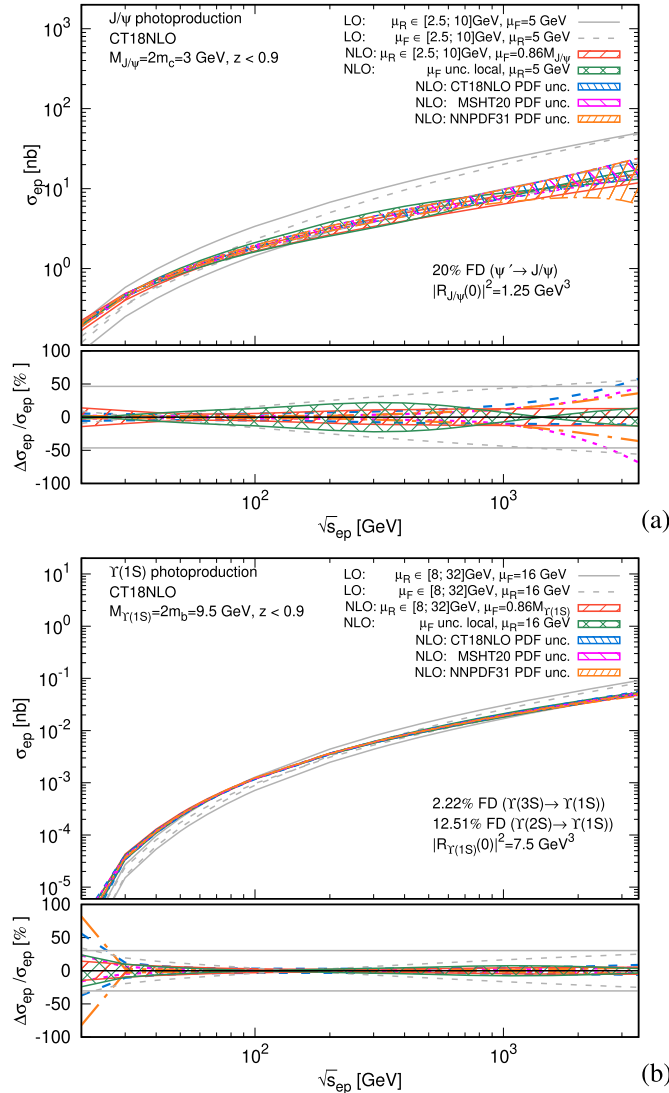 J/ψ photoproduction
CT18NLO
M_J/ψ=2m_c=3 GeV, z < 0.9
LO: μ_R ∈ [2.5; 10]GeV, μ_F=5 GeV
LO: μ_F ∈ [2.5; 10]GeV, μ_R=5 GeV
NLO: μ_R ∈ [2.5; 10]GeV, μ_F=0.86M_J/ψ
NLO: μ_F unc. local, μ_R=5 GeV
NLO: CT18NLO PDF unc.
NLO: MSHT20 PDF unc.
NLO: NNPDF31 PDF unc.
σ_ep [nb]
10^2
10^1
10^0
20% FD (ψ′→ J/ψ)
|R_J/ψ(0)|^2=1.25 GeV^3
Δσ_ep/σ_ep [%]
100
50
0
-50
-100
10^2
10^3
√s_ep [GeV]
(a)
ϒ(1S) photoproduction
CT18NLO
M_ϒ(1S)=2m_b=9.5 GeV, z < 0.9
LO: μ_R ∈ [8; 32]GeV, μ_F=16 GeV
LO: μ_F ∈ [8; 32]GeV, μ_R=16 GeV
NLO: μ_R ∈ [8; 32]GeV, μ_F=0.86M_ϒ(1S)
NLO: μ_F unc. local, μ_R=16 GeV
NLO: CT18NLO PDF unc.
NLO: MSHT20 PDF unc.
NLO: NNPDF31 PDF unc.
σ_ep [nb]
10^1
10^0
10^-1
10^-2
10^-3
10^-4
10^-5
2.22% FD (ϒ(3S)→ ϒ(1S))
12.51% FD (ϒ(2S)→ ϒ(1S))
|R_ϒ(1S)(0)|^2=7.5 GeV^3
Δσ_ep/σ_ep [%]
100
50
0
-50
-100
10^2
10^3
√s_ep [GeV]
(b)